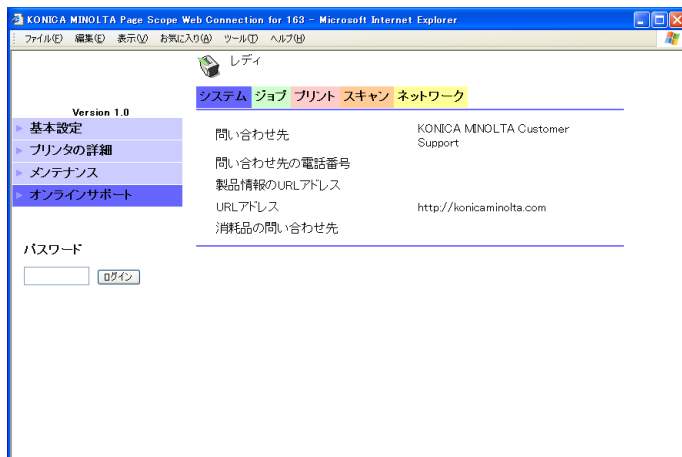 KONICA MINOLTA Page Scope Web Connection for 163 - Microsoft Internet Explorer
ファイル(F) 編集(E) 表示(V) お気に入り(A) ツール(T) ヘルプ(H)
レディ
システム ジョブ プリント スキャン ネットワーク
Version 1.0
基本設定
プリンタの詳細
メンテナンス
オンラインサポート
問い合わせ先 KONICA MINOLTA Customer
Support
問い合わせ先の電話番号
製品情報のURLアドレス
URLアドレス http://konicaminolta.com
消耗品の問い合わせ先
パスワード
ログイン